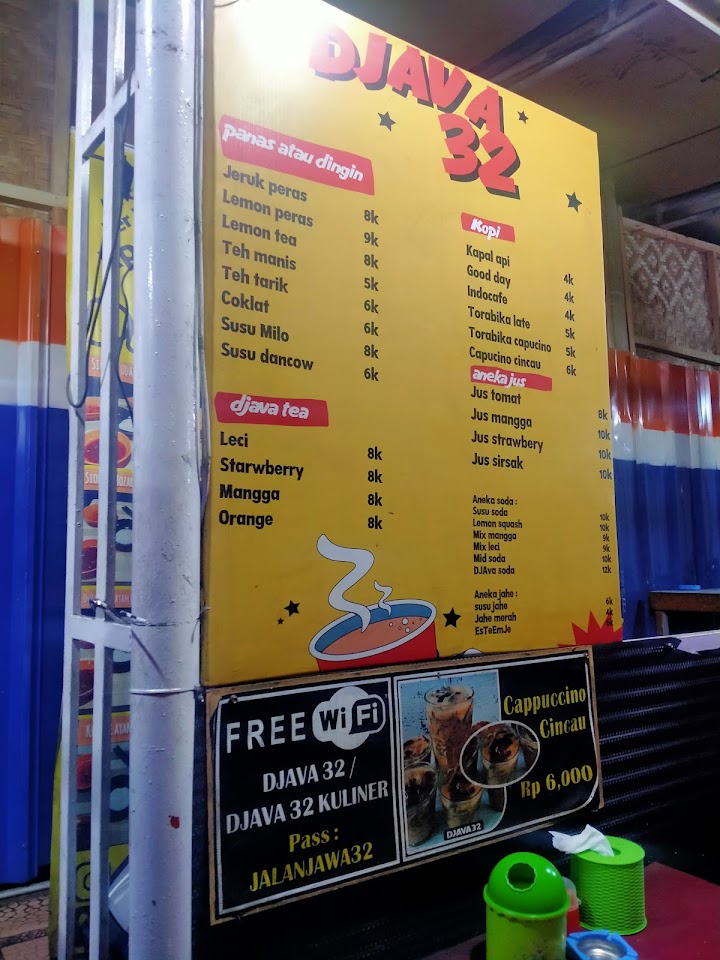 DJAVA
32
panas atau dingin
Jeruk peras 8k
Lemon peras 9k
Lemon tea 8k
Teh manis 5k
Teh tarik 6k
Coklat 6k
Susu Milo 8k
Susu dancow 6k
djava tea
Leci 8k
Starwberry 8k
Mangga 8k
Orange 8k
Kopi
Kapal api 4k
Good day 4k
Indocafe 4k
Torabika late 5k
Torabika capucino 5k
Capucino cincau 6k
aneka jus
Jus tomat 8k
Jus mangga 10k
Jus strawbery 10k
Jus sirsak 10k
Aneka soda :
Susu soda 10k
Lemon squash 10k
Mix mangga 9k
Mix leci 9k
Mid soda 10k
DJAva soda 12k
Aneka jahe :
susu jahe 6k
Jahe merah 4k
EsTeEmJe
FREE WiFi
DJAVA 32 /
DJAVA 32 KULINER
Pass :
JALANJAWA32
DJAVA32
Cappuccino
Cincau
Rp 6,000